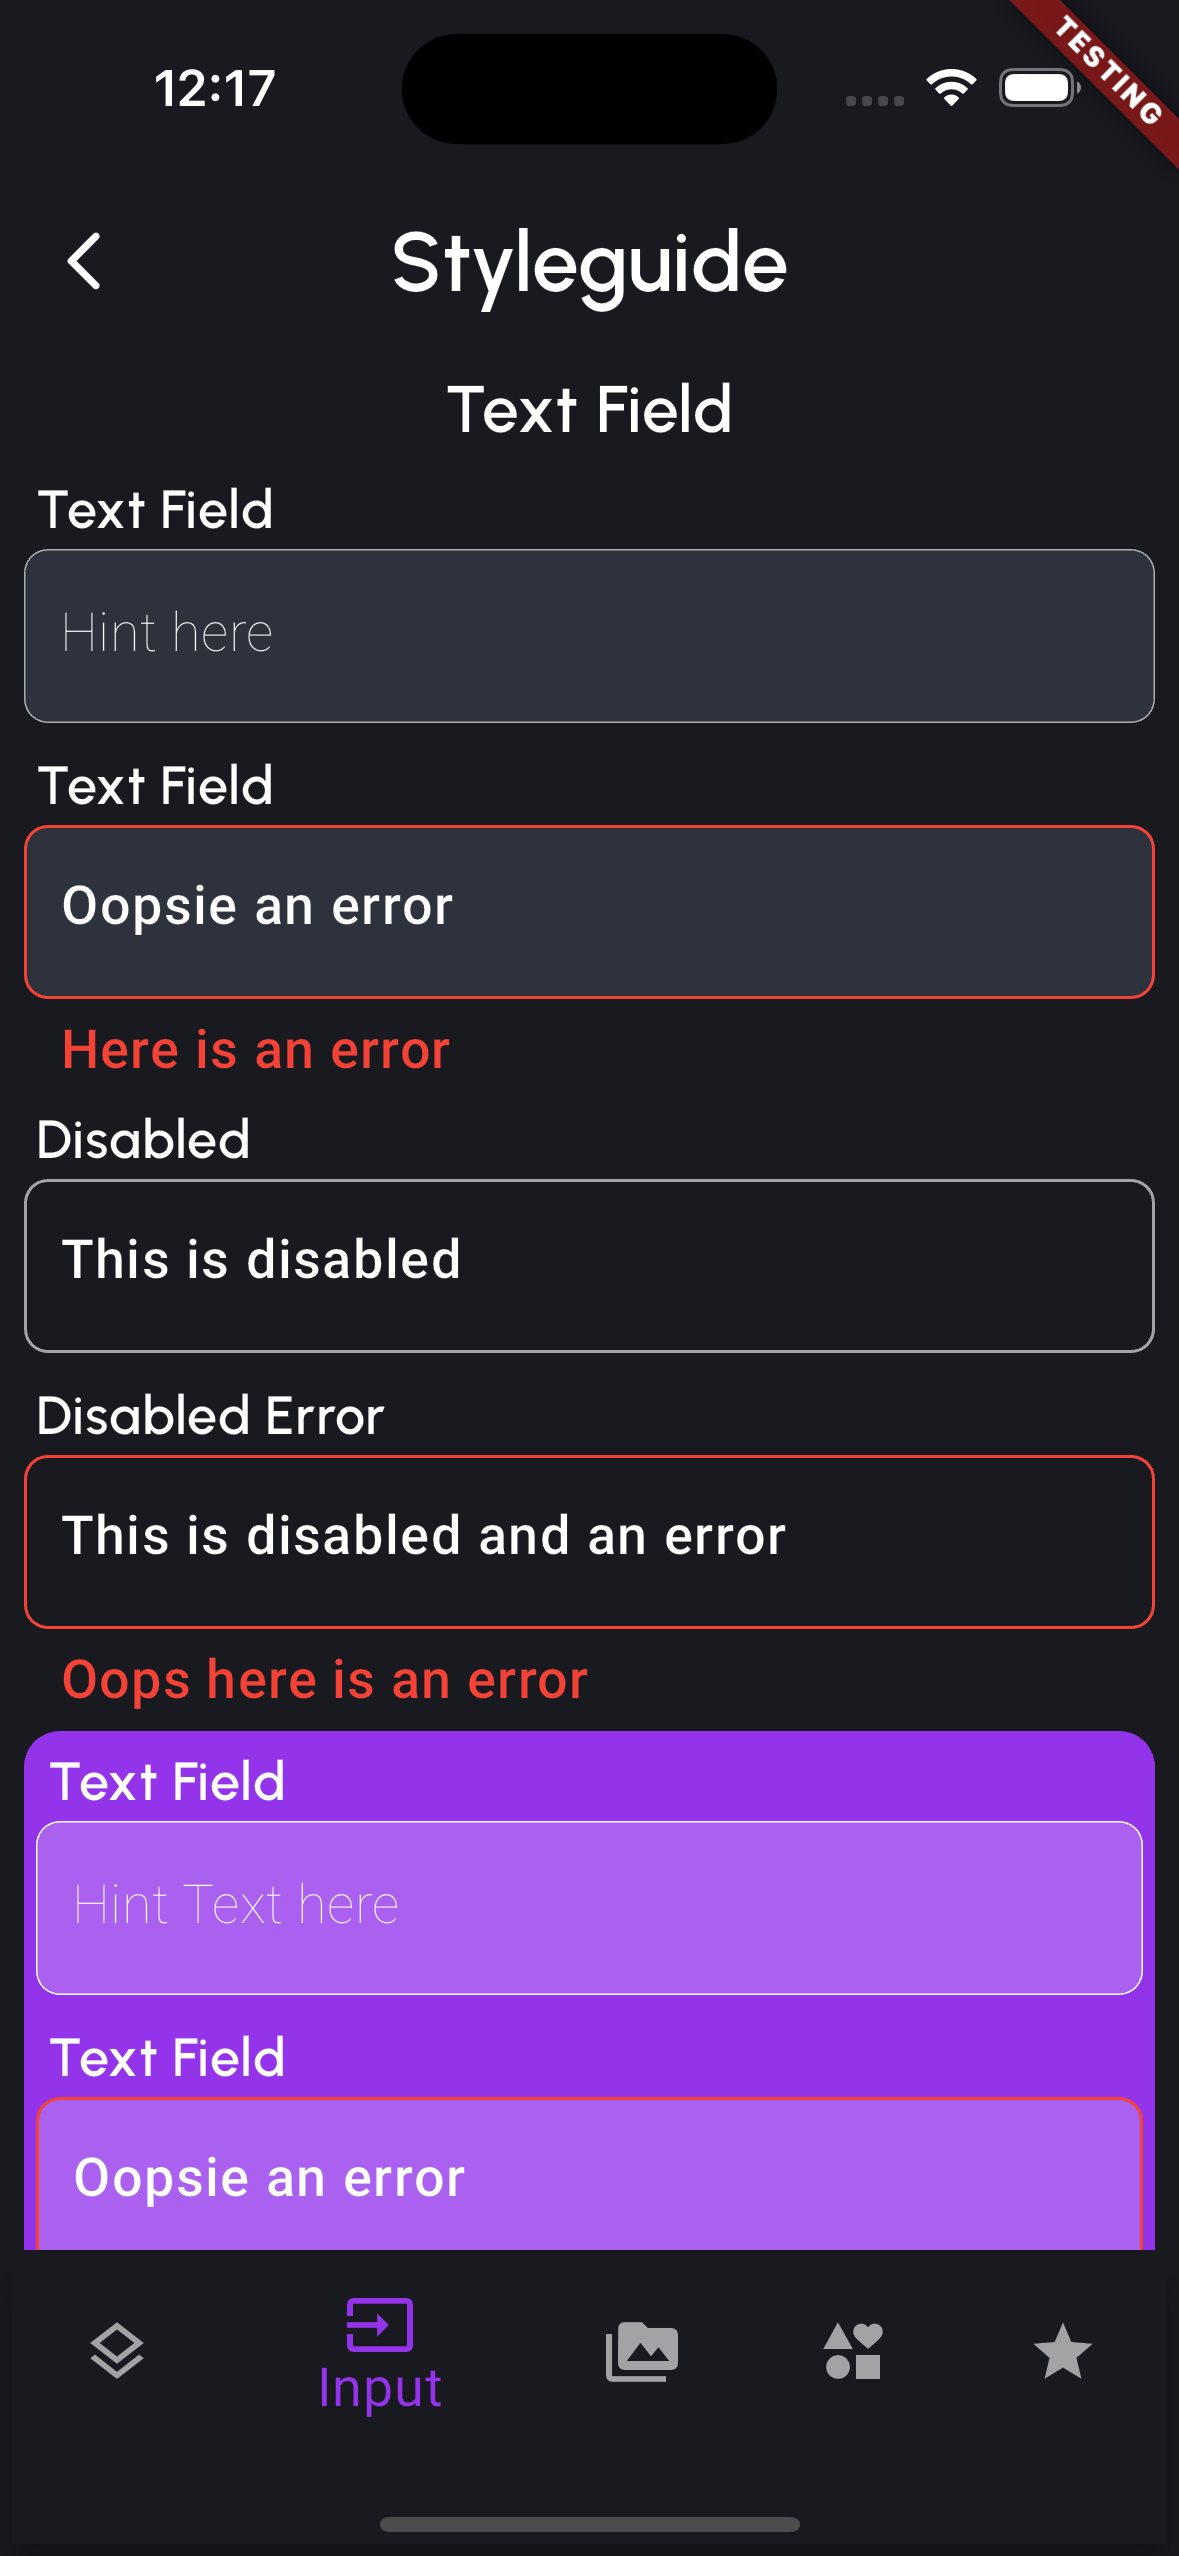 12:17
TESTING
Styleguide
Text Field
Text Field
Hint here
Text Field
Oopsie an error
Here is an error
Disabled
This is disabled
Disabled Error
This is disabled and an error
Oops here is an error
Text Field
Hint Text here
Text Field
Oopsie an error
Input